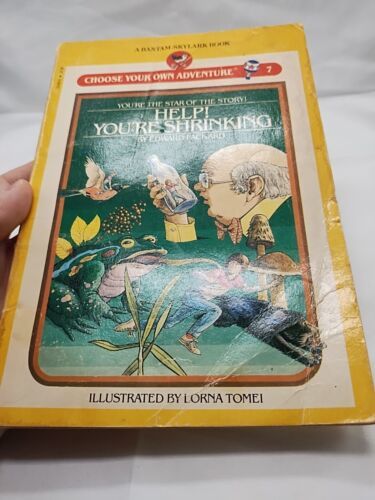 A BANTAM SKYLARK BOOK
CHOOSE YOUR OWN ADVENTURE® 7
YOU'RE THE STAR OF THE STORY!
HELP!
YOU'RE SHRINKING
BY EDWARD PACKARD
ILLUSTRATED BY LORNA TOMEI